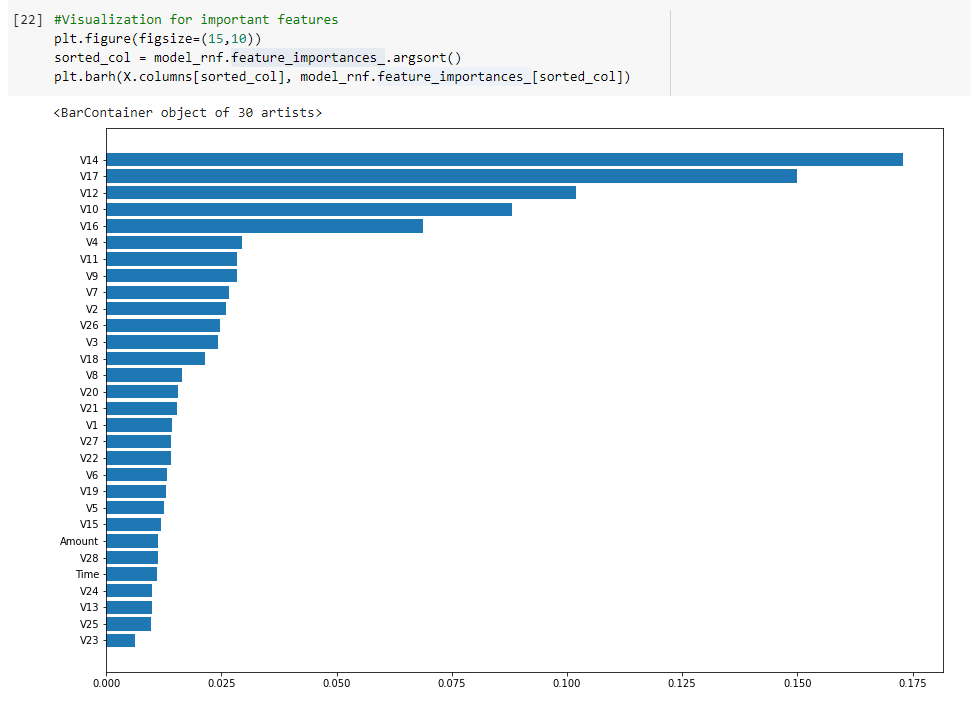 [22] #Visualization for important features
plt.figure(figsize=(15,10))
sorted_col = model_rnf.feature_importances_.argsort()
plt.barh(X.columns[sorted_col], model_rnf.feature_importances_[sorted_col])
<BarContainer object of 30 artists>
V14
V17
V12
V10
V16
V4
V11
V9
V7
V2
V26
V3
V18
V8
V20
V21
V1
V27
V22
V6
V19
V5
V15
Amount
V28
Time
V24
V13
V25
V23
0.000 0.025 0.050 0.075 0.100 0.125 0.150 0.175